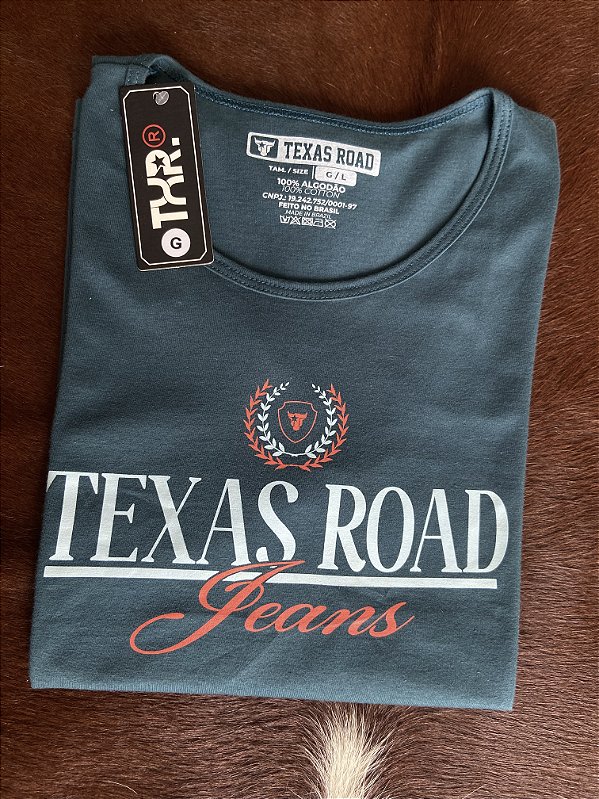 TXR.®
G
TEXAS ROAD
TAM. / SIZE G / L
100% ALGODÃO
100% COTTON
CNPJ.: 19.242.752/0001-97
FEITO NO BRASIL
MADE IN BRAZIL
TEXAS ROAD
Jeans